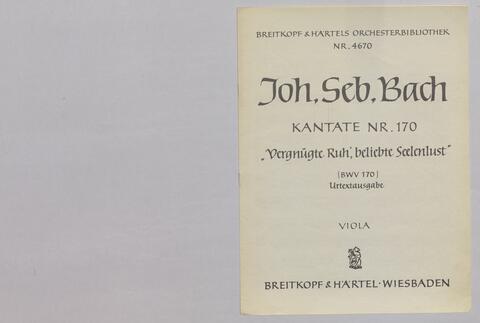 BREITKOPF & HÄRTELS ORCHESTERBIBLIOTHEK
NR. 4670
Joh. Seb. Bach
KANTATE NR. 170
„Vergnügte Ruh', beliebte Seelenlust"
(BWV 170)
Urtextausgabe
VIOLA
BREITKOPF & HÄRTEL · WIESBADEN